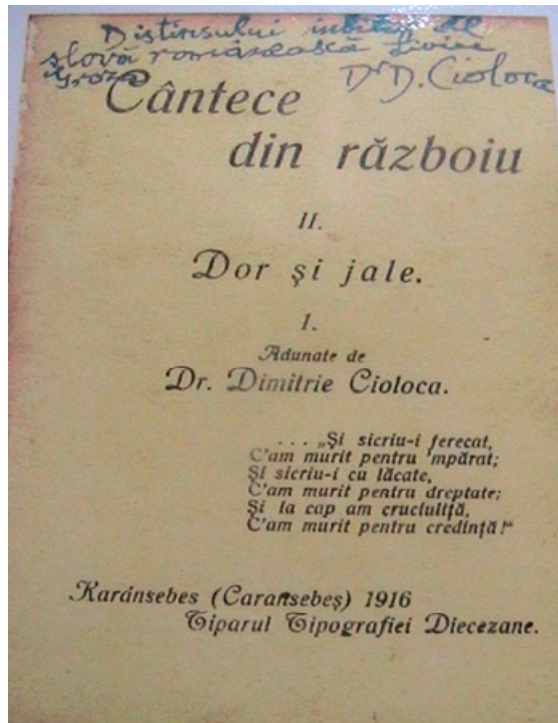 Distinsului iubitor de
slovă românească Liviu
Groza
Dr D. Cioloca
Cântece
din războiu
II.
Dor şi jale.
I.
Adunate de
Dr. Dimitrie Cioloca.
. . . „Şi sicriu-i ferecat,
C'am murit pentru 'mpărat;
Şi sicriu-i cu lăcate,
C'am murit pentru dreptate;
Şi la cap am cruciuliţă,
C'am murit pentru credinţă!“
Karánsebes (Caransebeş) 1916
Tiparul Tipografiei Diecezane.